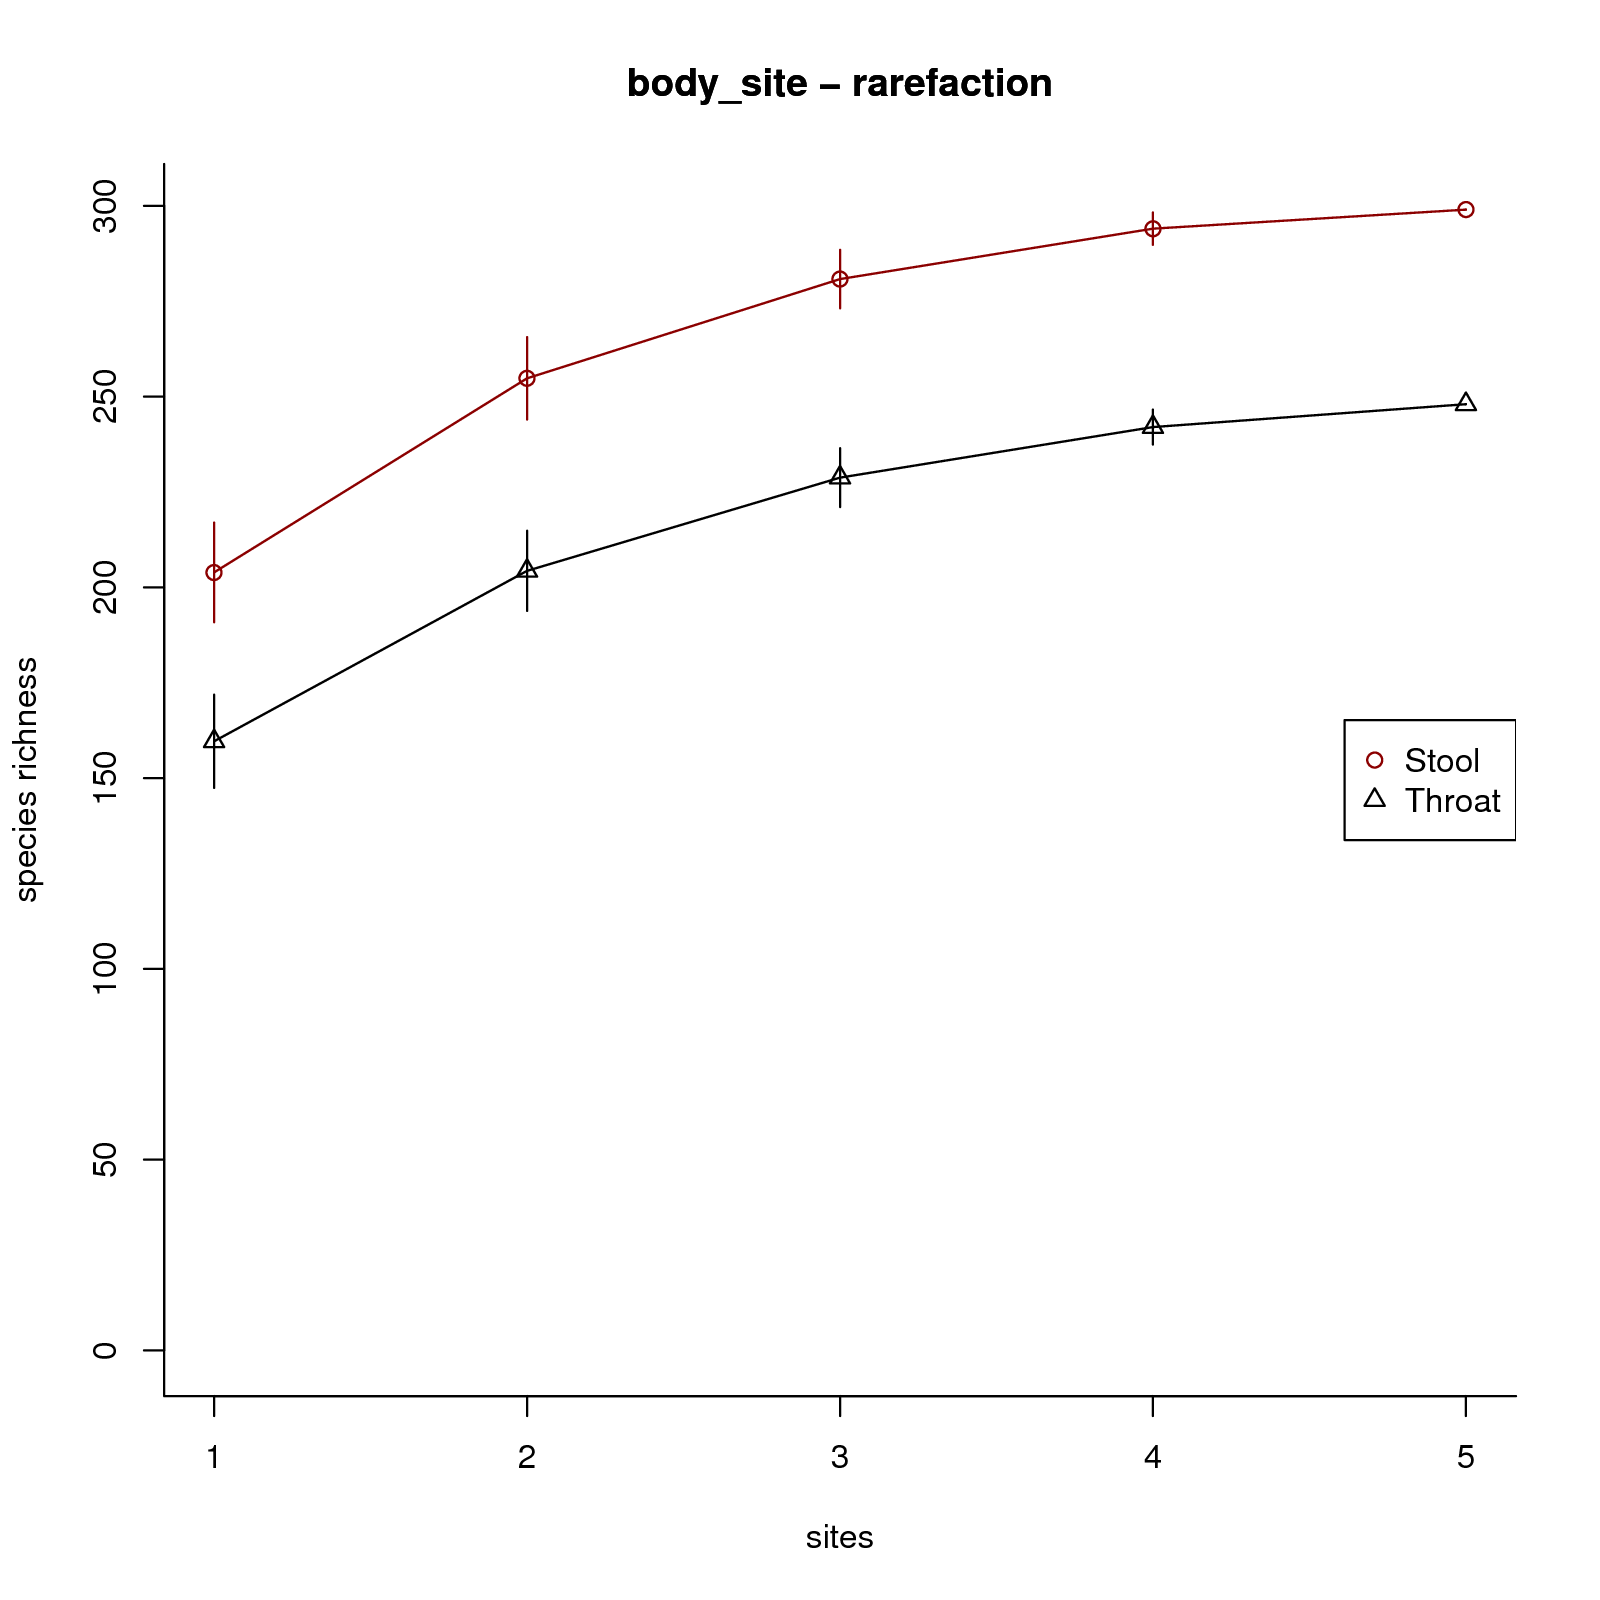 body_site – rarefaction
species richness
300
250
200
150
100
50
0
Stool
Throat
1 2 3 4 5
sites